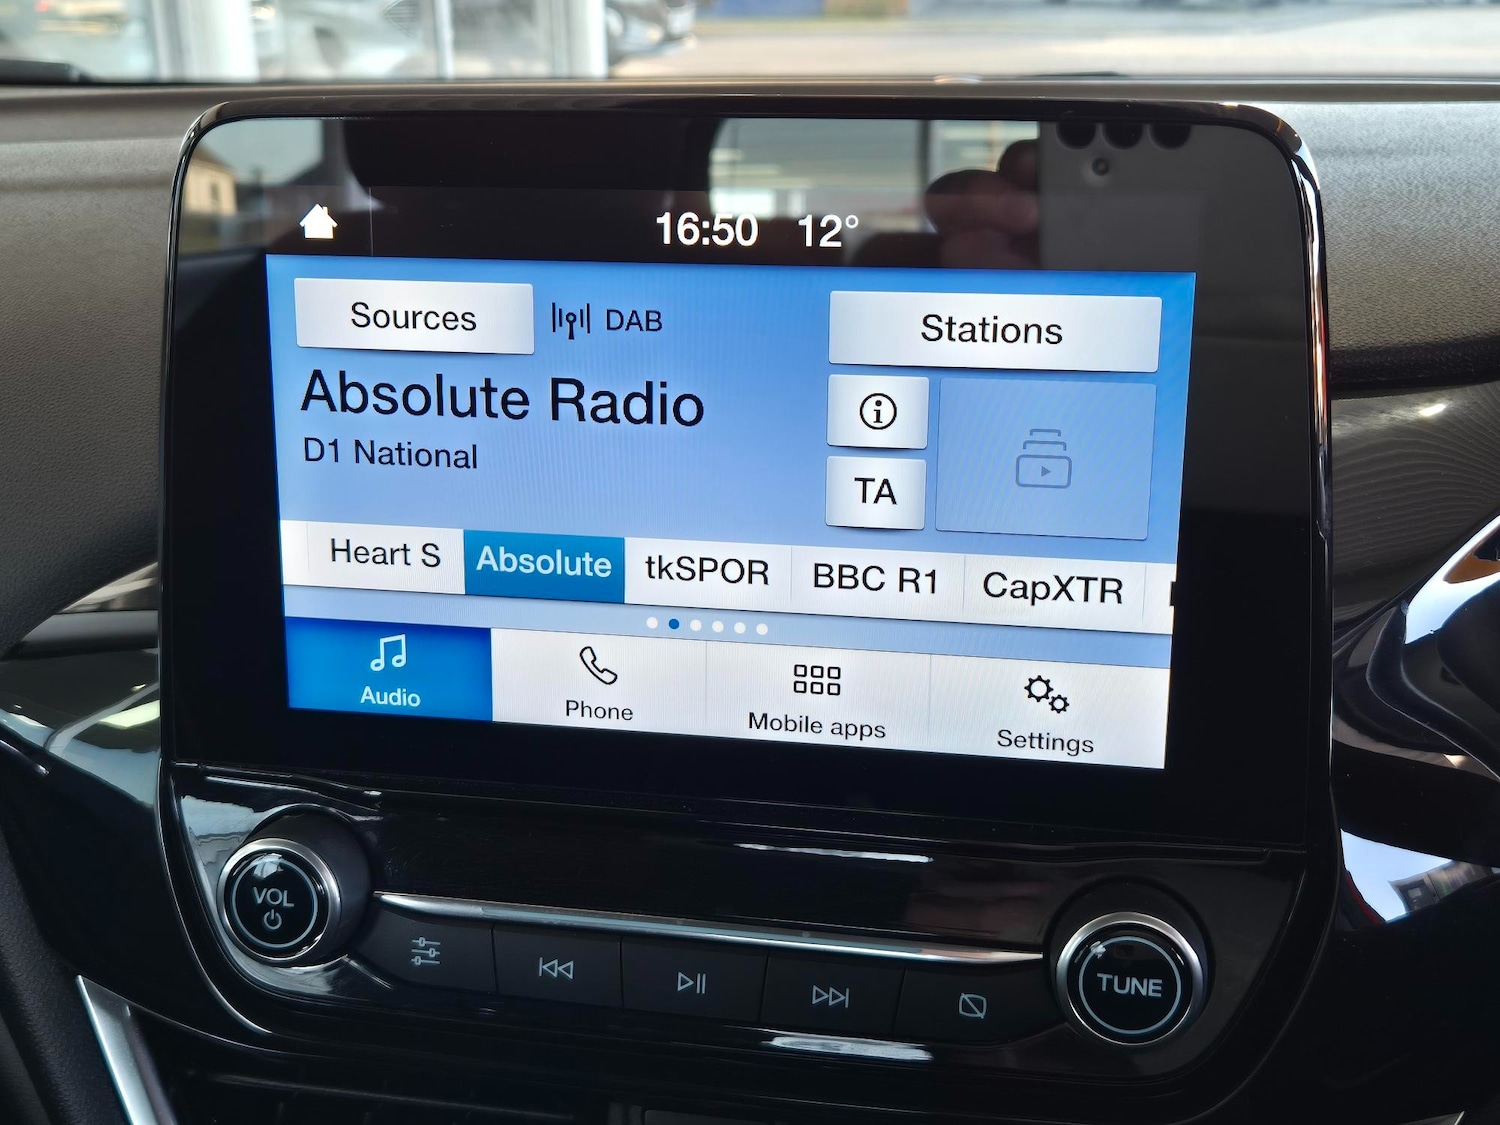 16:50 12°
Sources DAB Stations
Absolute Radio
D1 National
TA
Heart S Absolute tkSPOR BBC R1 CapXTR
Audio Phone Mobile apps Settings
VOL
TUNE